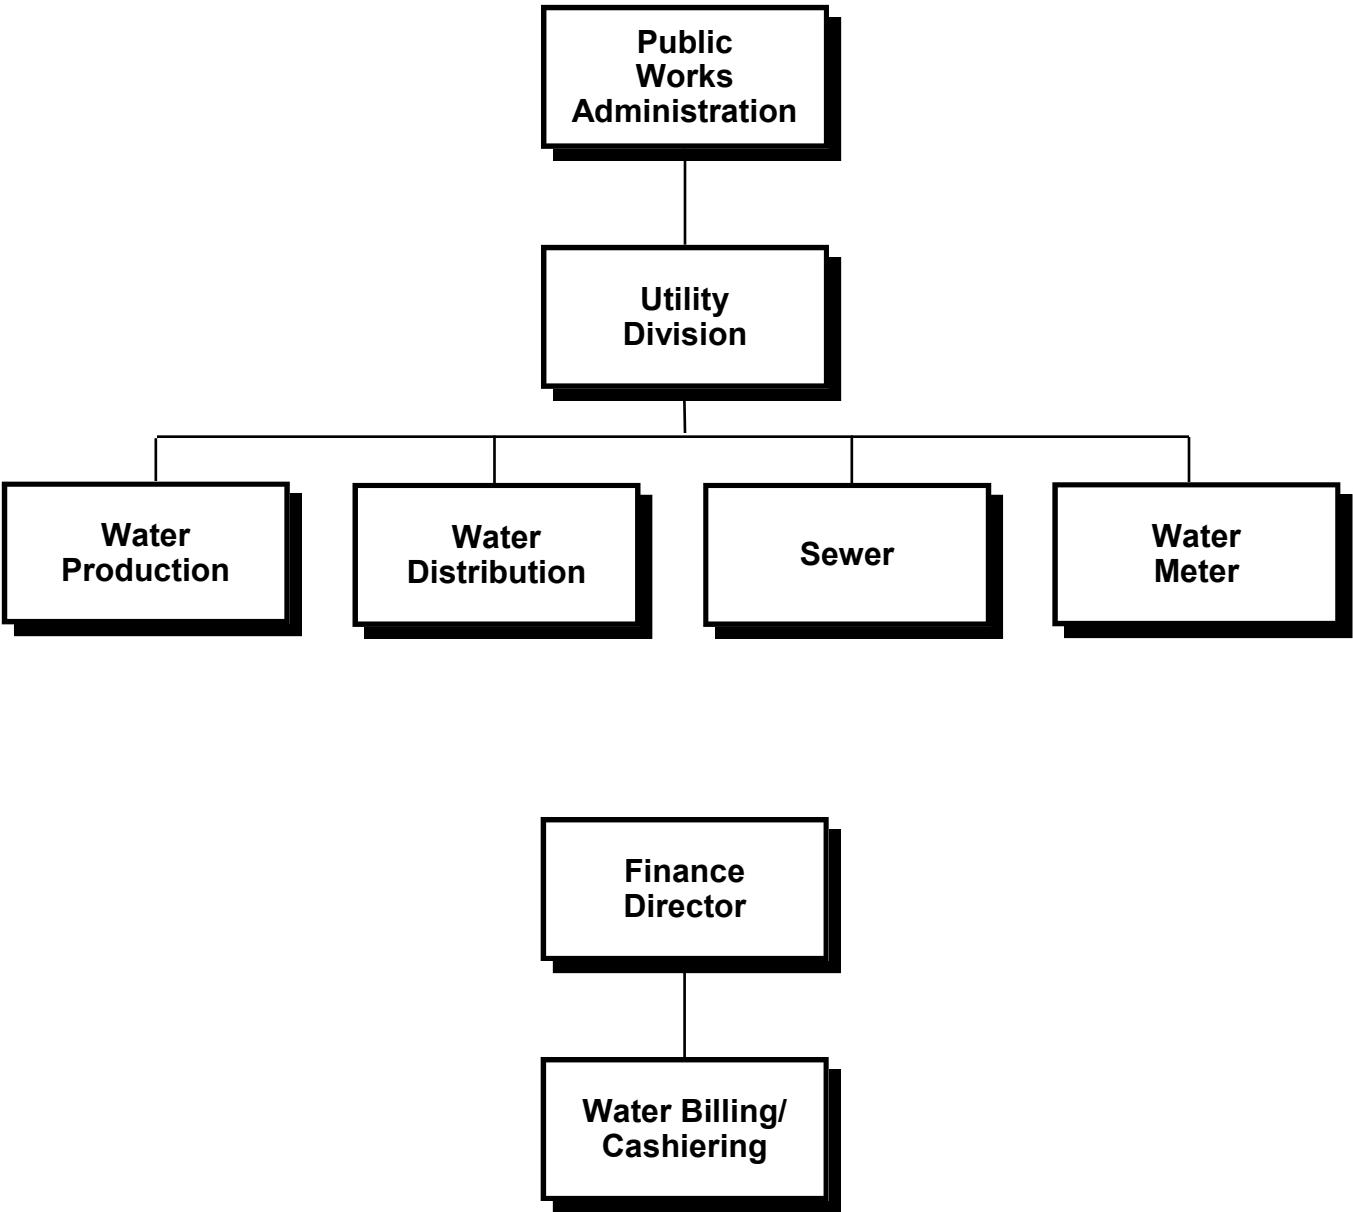 Public
Works
Administration
Utility
Division
Water
Production
Water
Distribution
Sewer
Water
Meter
Finance
Director
Water Billing/
Cashiering